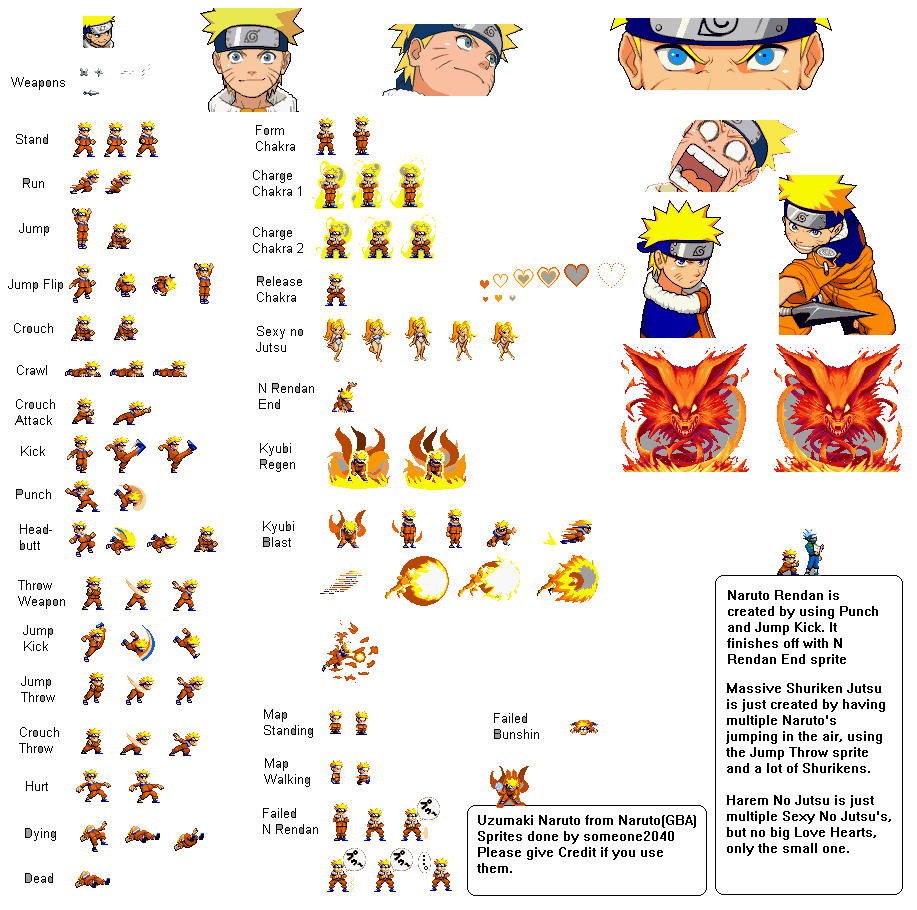 Weapons
Stand
Run
Jump
Jump Flip
Crouch
Crawl
Crouch
Attack
Kick
Punch
Head-
butt
Throw
Weapon
Jump
Kick
Jump
Throw
Crouch
Throw
Hurt
Dying
Dead
Form
Chakra
Charge
Chakra 1
Charge
Chakra 2
Release
Chakra
Sexy no
Jutsu
N Rendan
End
Kyubi
Regen
Kyubi
Blast
Map
Standing
Map
Walking
Failed
N Rendan
Failed
Bunshin
Uzumaki Naruto from Naruto(GBA)
Sprites done by someone2040
Please give Credit if you use
them.
Naruto Rendan is
created by using Punch
and Jump Kick. It
finishes off with N
Rendan End sprite
Massive Shuriken Jutsu
is just created by having
multiple Naruto's
jumping in the air, using
the Jump Throw sprite
and a lot of Shurikens.
Harem No Jutsu is just
multiple Sexy No Jutsu's,
but no big Love Hearts,
only the small one.